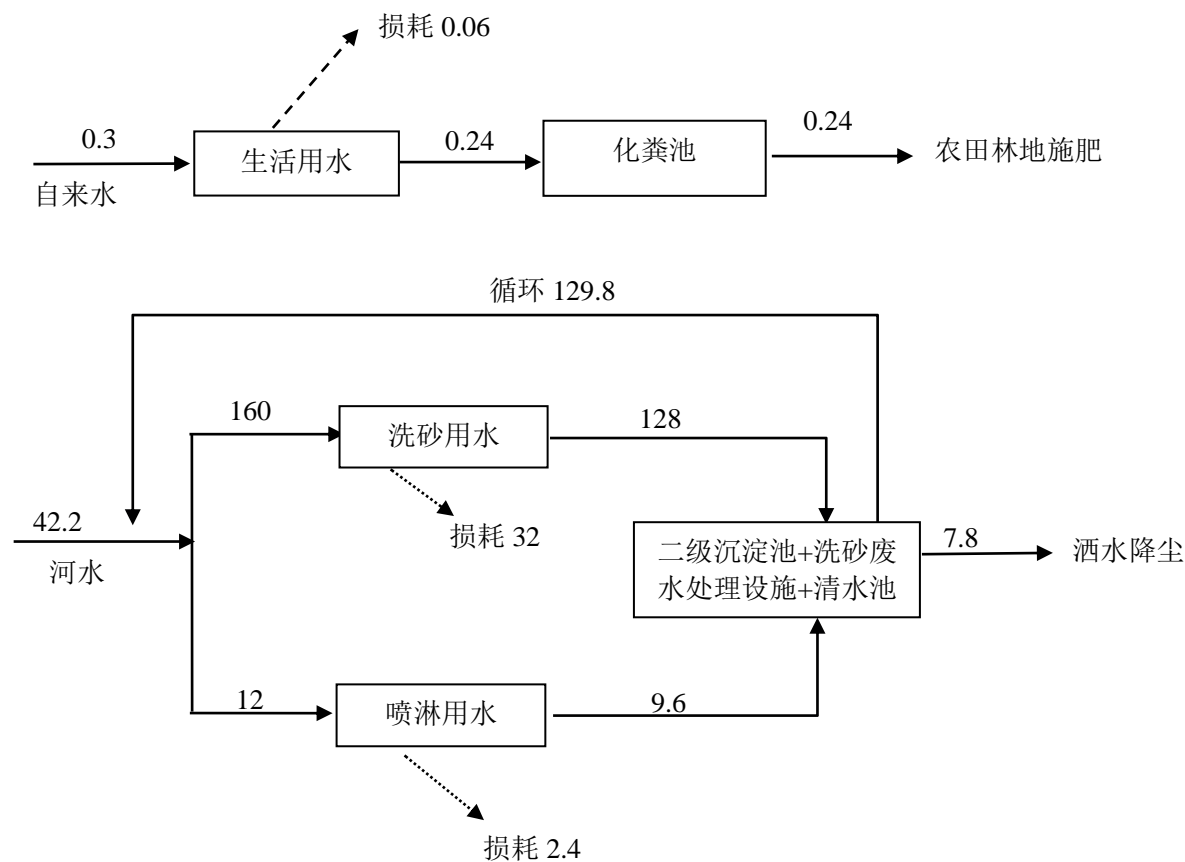 损耗 0.06
0.3
生活用水
0.24
化粪池
0.24
农田林地施肥
自来水
循环 129.8
160
洗砂用水
128
损耗 32
42.2
河水
二级沉淀池+洗砂废
水处理设施+清水池
7.8
洒水降尘
12
喷淋用水
9.6
损耗 2.4